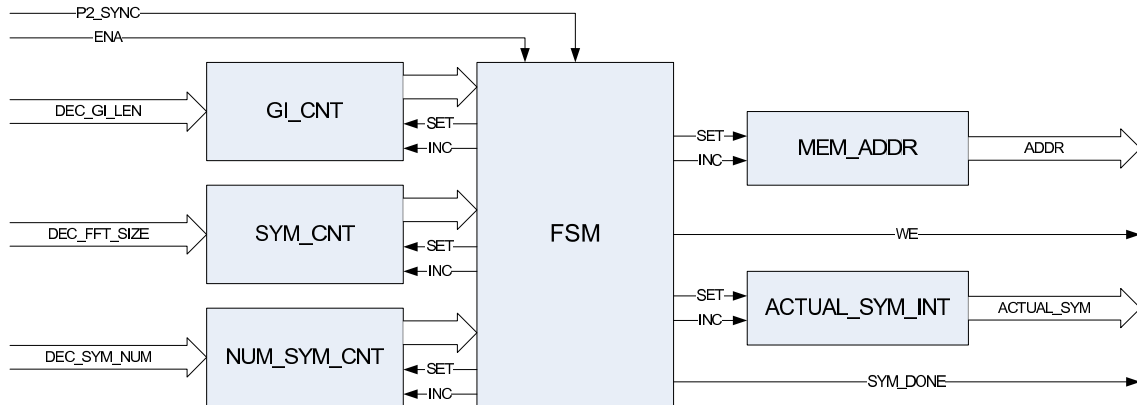 P2_SYNC
ENA
DEC_GI_LEN
GI_CNT
SET
INC
DEC_FFT_SIZE
SYM_CNT
SET
INC
DEC_SYM_NUM
NUM_SYM_CNT
SET
INC
FSM
SET
INC
MEM_ADDR
ADDR
WE
SET
INC
ACTUAL_SYM_INT
ACTUAL_SYM
SYM_DONE